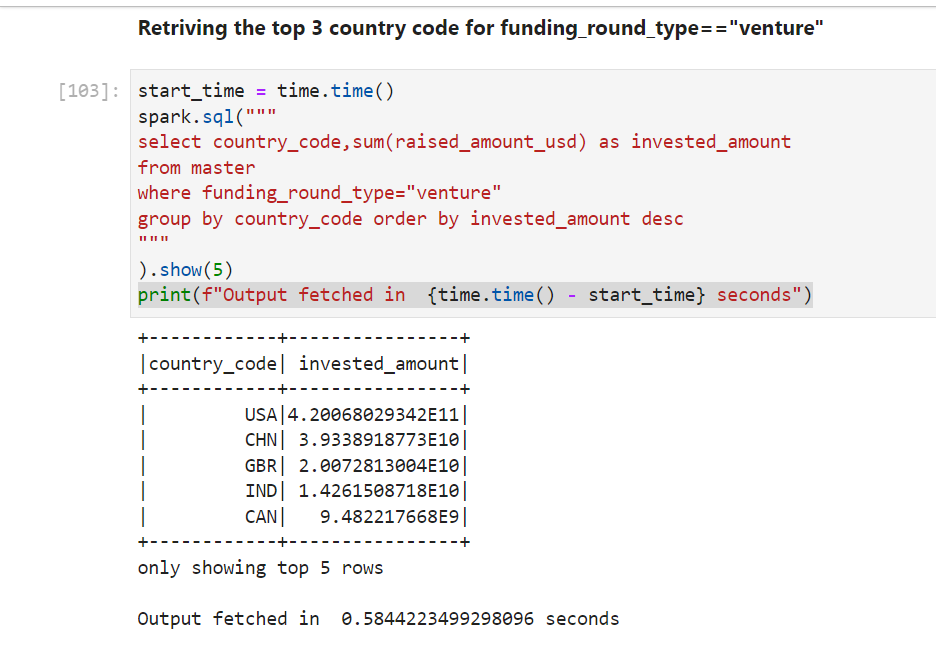 Retriving the top 3 country code for funding_round_type=="venture"
[103]:
start_time = time.time()
spark.sql("""
select country_code,sum(raised_amount_usd) as invested_amount
from master
where funding_round_type="venture"
group by country_code order by invested_amount desc
"""
).show(5)
print(f"Output fetched in  {time.time() - start_time} seconds")
+------------+----------------+
|country_code| invested_amount|
+------------+----------------+
|         USA|4.20068029342E11|
|         CHN| 3.9338918773E10|
|         GBR| 2.0072813004E10|
|         IND| 1.4261508718E10|
|         CAN|   9.482217668E9|
+------------+----------------+
only showing top 5 rows
Output fetched in  0.5844223499298096 seconds